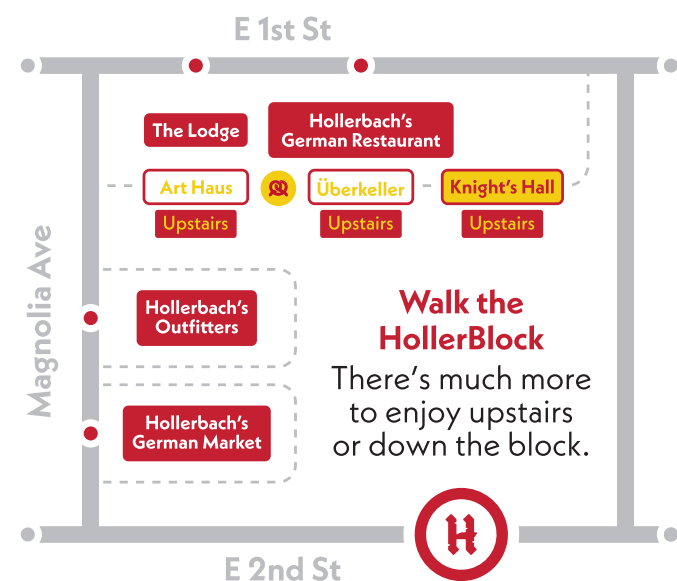 E 1st St
The Lodge
Hollerbach's
German Restaurant
Art Haus
Überkeller
Knight's Hall
Upstairs
Upstairs
Upstairs
Magnolia Ave
Hollerbach's
Outfitters
Walk the
HollerBlock
There's much more
to enjoy upstairs
or down the block.
Hollerbach's
German Market
H
E 2nd St